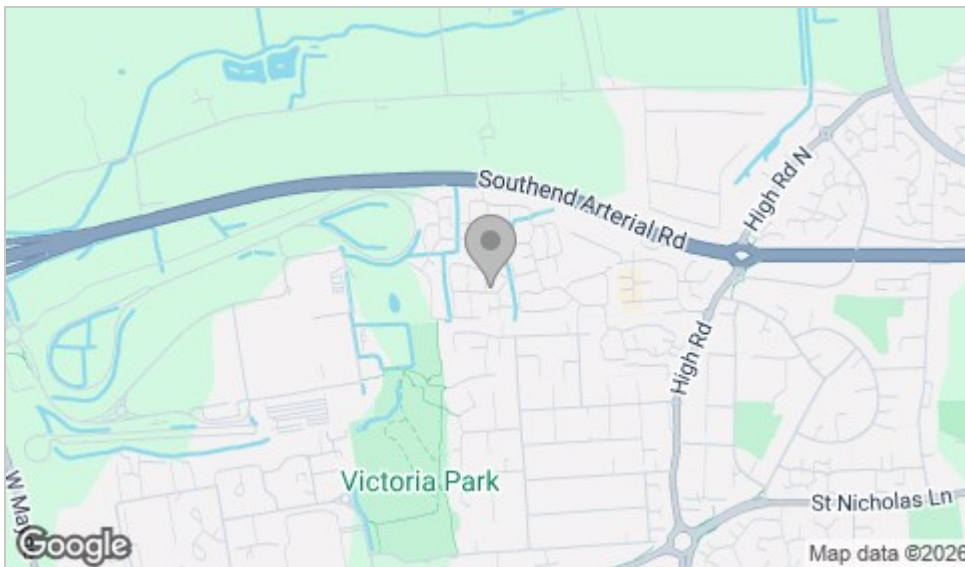 Southend Arterial Rd
High Rd N
High Rd
Victoria Park
St Nicholas Ln
Google
Map data ©2026